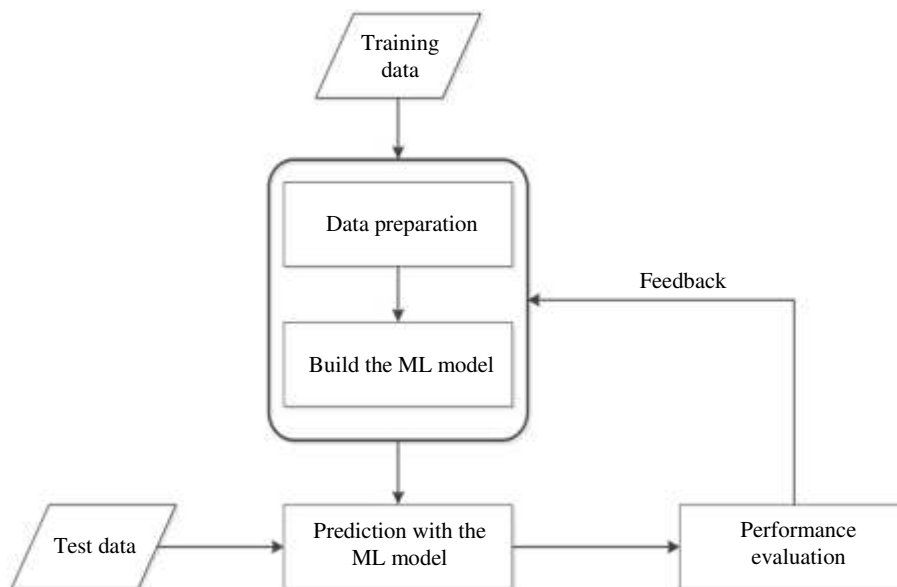 Training
data
Data preparation
Feedback
Build the ML model
Test data
Prediction with the
ML model
Performance
evaluation